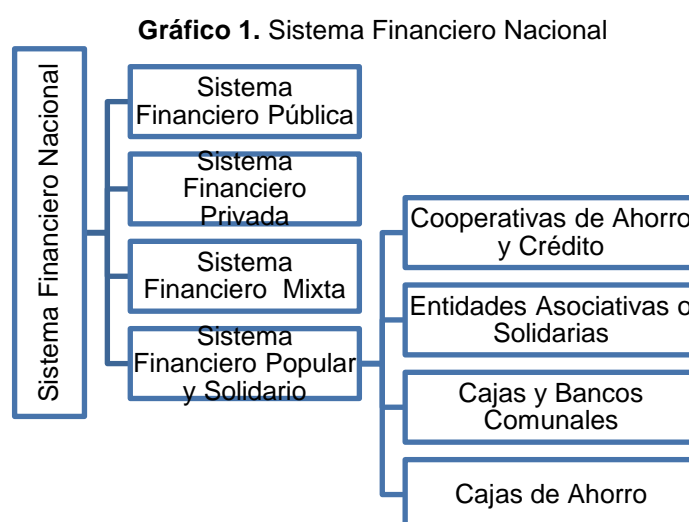 Gráfico 1. Sistema Financiero Nacional
Sistema Financiero Nacional
Sistema
Financiero Pública
Sistema
Financiero
Privada
Sistema
Financiero Mixta
Sistema
Financiero Popular
y Solidario
Cooperativas de Ahorro
y Crédito
Entidades Asociativas o
Solidarias
Cajas y Bancos
Comunales
Cajas de Ahorro